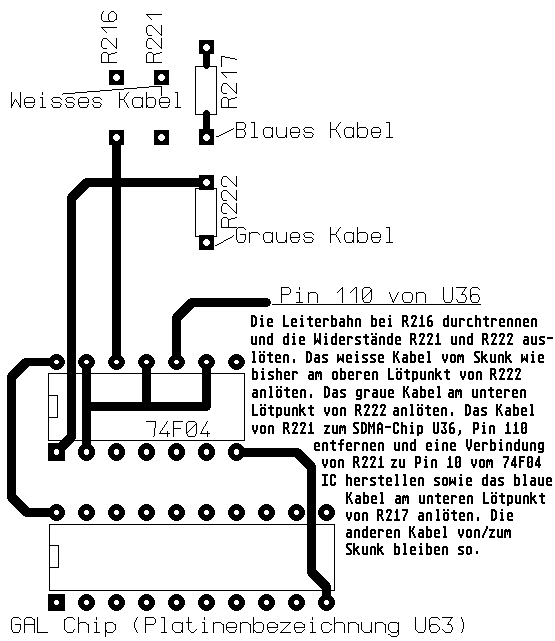 R216
R221
R217
Weisses Kabel
Blaues Kabel
R222
Graues Kabel
Pin 110 von U36
Die Leiterbahn bei R216 durchtrennen
und die Widerstände R221 und R222 aus-
löten. Das weisse Kabel vom Skunk wie
bisher am oberen Lötpunkt von R222
anlöten. Das graue Kabel am unteren
Lötpunkt von R222 anlöten. Das Kabel
von R221 zum SDMA-Chip U36, Pin 110
entfernen und eine Verbindung
von R221 zu Pin 10 vom 74F04
IC herstellen sowie das blaue
Kabel am unteren Lötpunkt
von R217 anlöten. Die
anderen Kabel von/zum
Skunk bleiben so.
74F04
GAL Chip (Platinenbezeichnung U63)